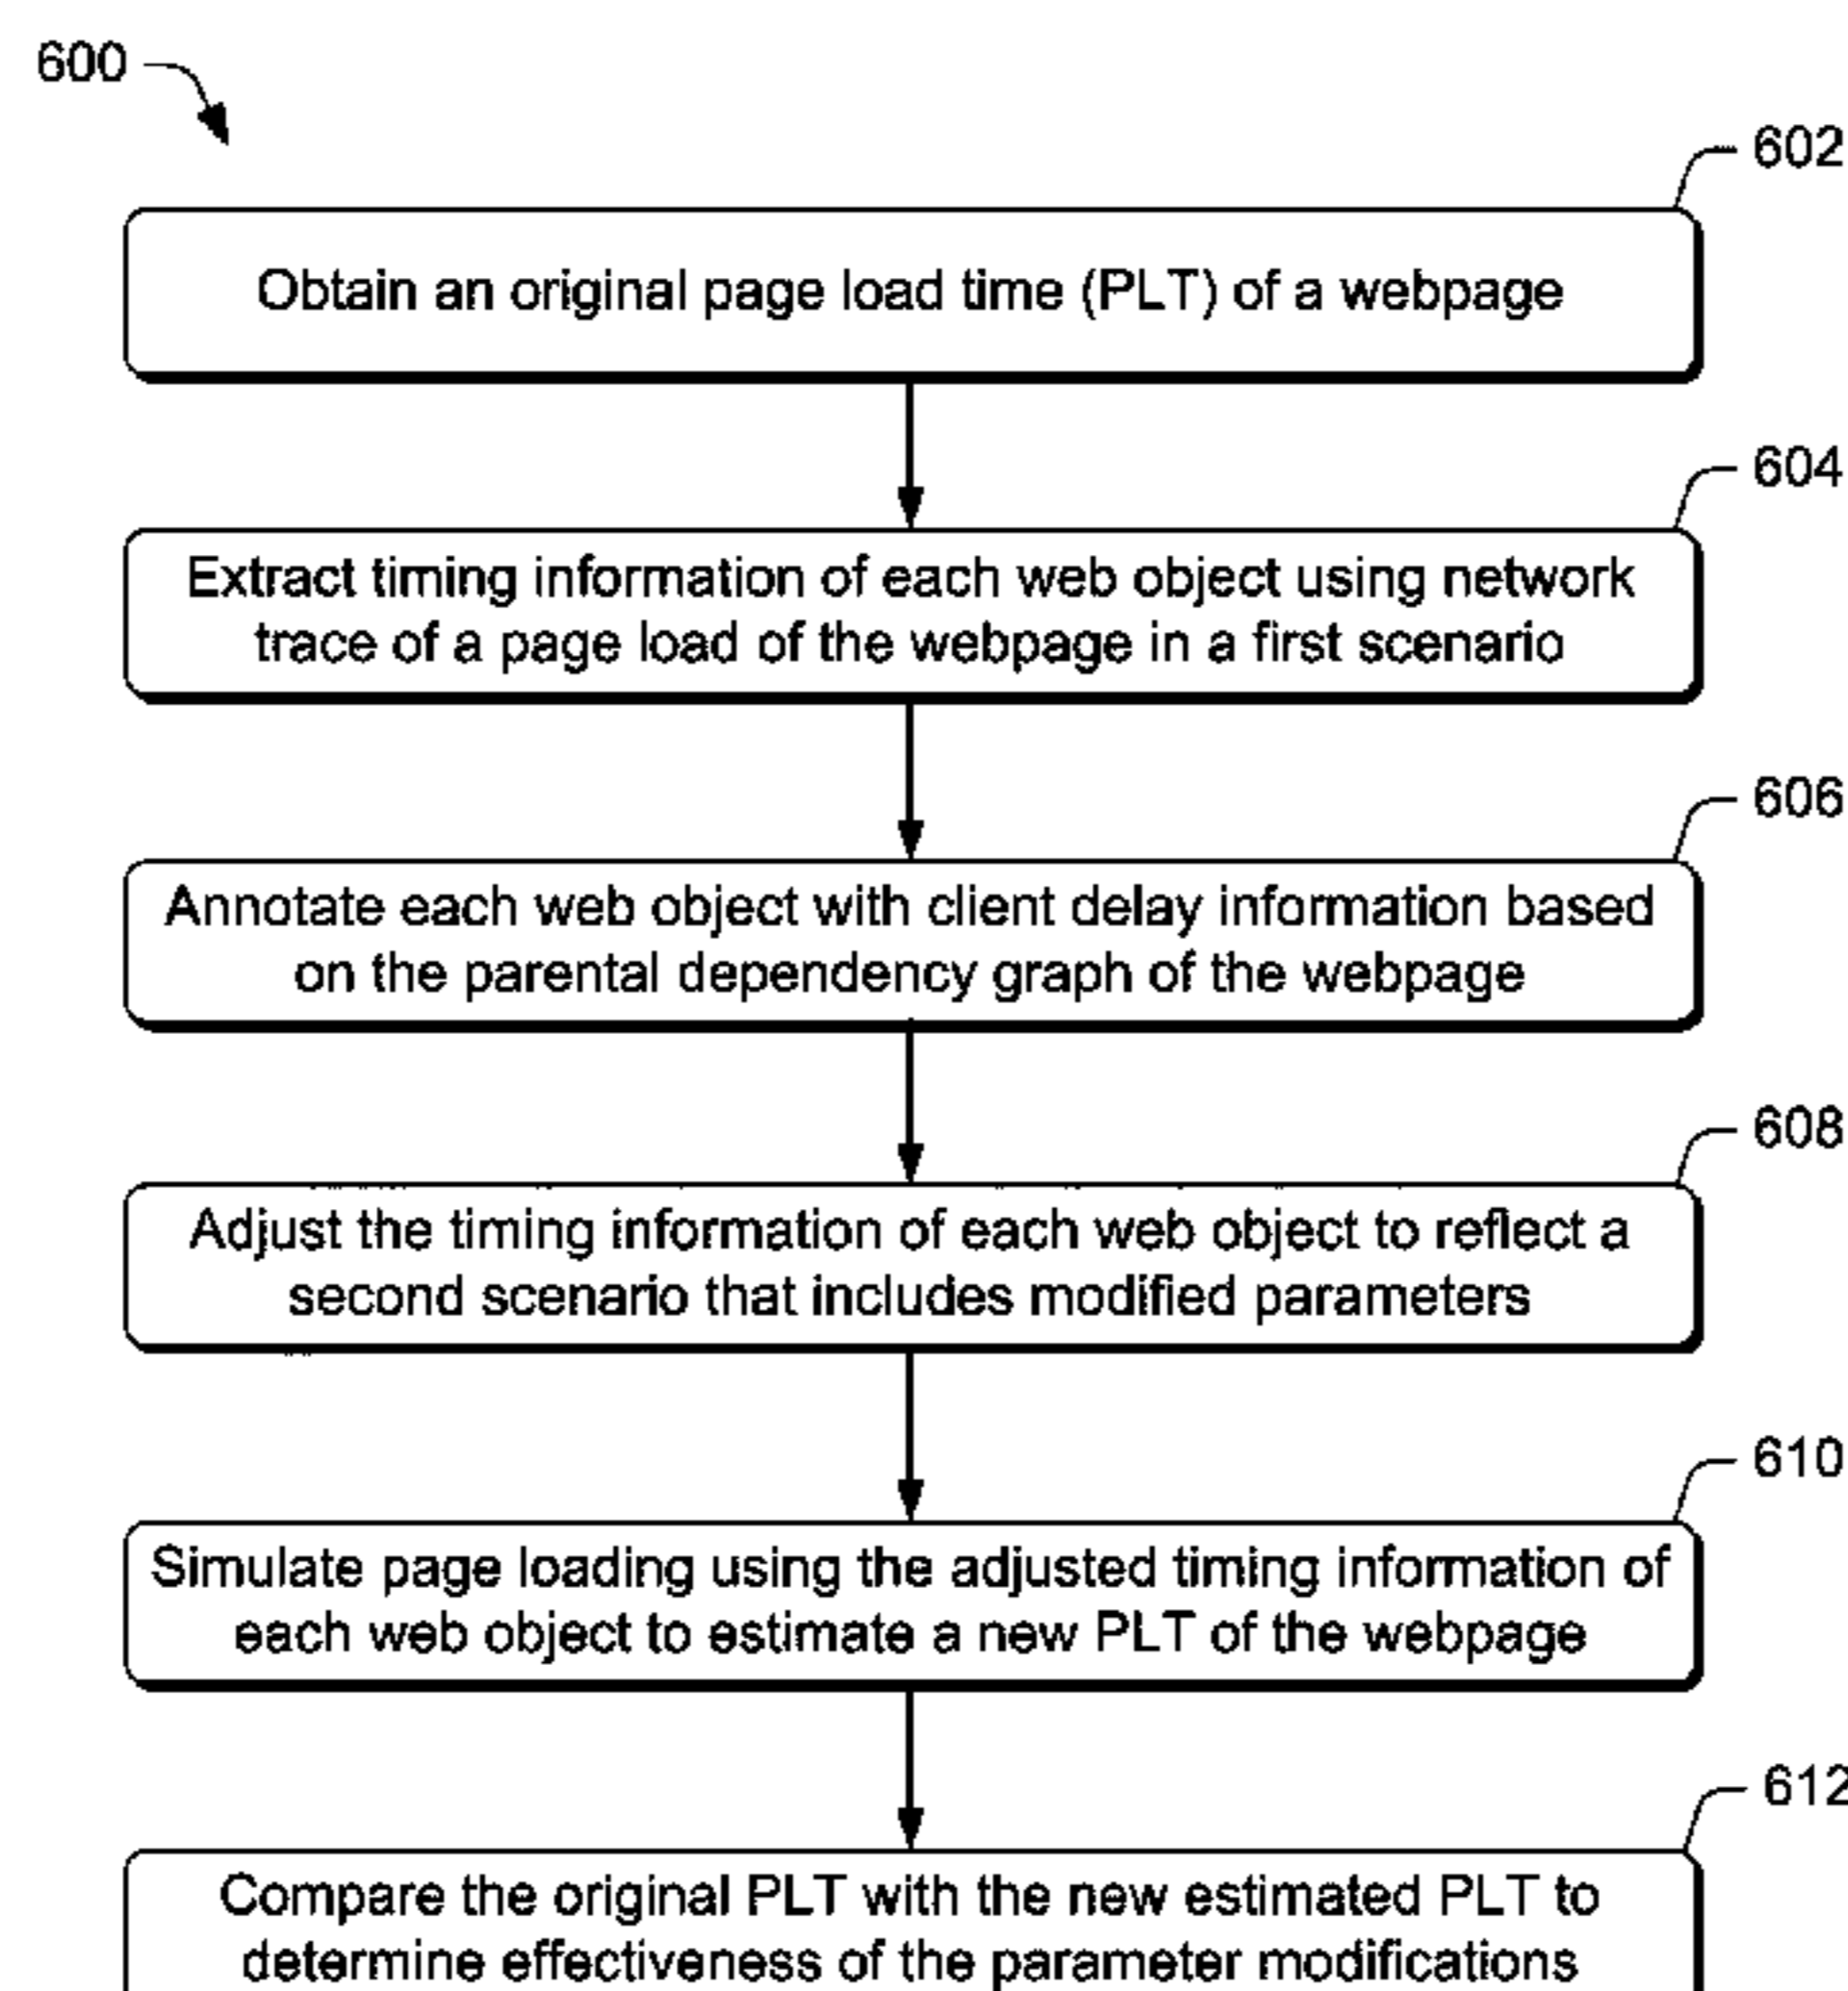 600
602
Obtain an original page load time (PLT) of a webpage
604
Extract timing information of each web object using network
trace of a page load of the webpage in a first scenario
606
Annotate each web object with client delay information based
on the parental dependency graph of the webpage
608
Adjust the timing information of each web object to reflect a
second scenario that includes modified parameters
610
Simulate page loading using the adjusted timing information of
each web object to estimate a new PLT of the webpage
612
Compare the original PLT with the new estimated PLT to
determine effectiveness of the parameter modifications